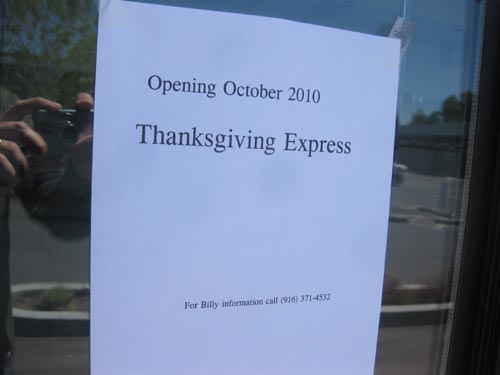 Opening October 2010
Thanksgiving Express
For Billy information call (916) 371-4532